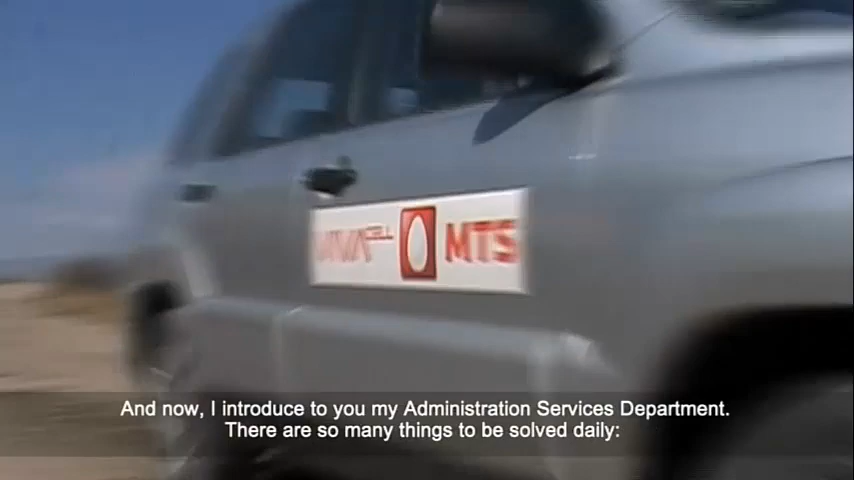 VIVACELL MTS
And now, I introduce to you my Administration Services Department.
There are so many things to be solved daily: